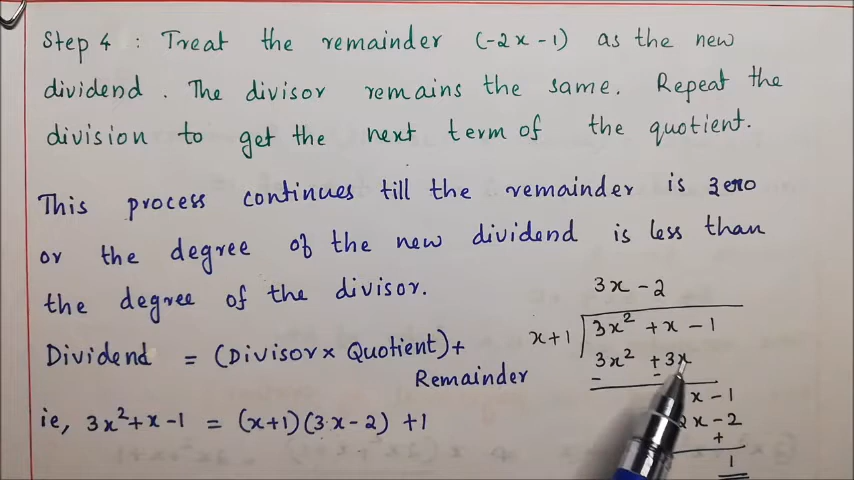 Step 4 : Treat the remainder (-2x-1) as the new
dividend. The divisor remains the same. Repeat the
division to get the next term of the quotient.
This process continues till the remainder is zero
or the degree of the new dividend is less than
the degree of the divisor.
Dividend = (Divisor × Quotient) +
Remainder
ie, 3x² + x - 1 = (x+1)(3x-2) + 1
3x - 2
x+1 3x² + x - 1
3x² + 3x
- -
x - 1
x - 2
+
1